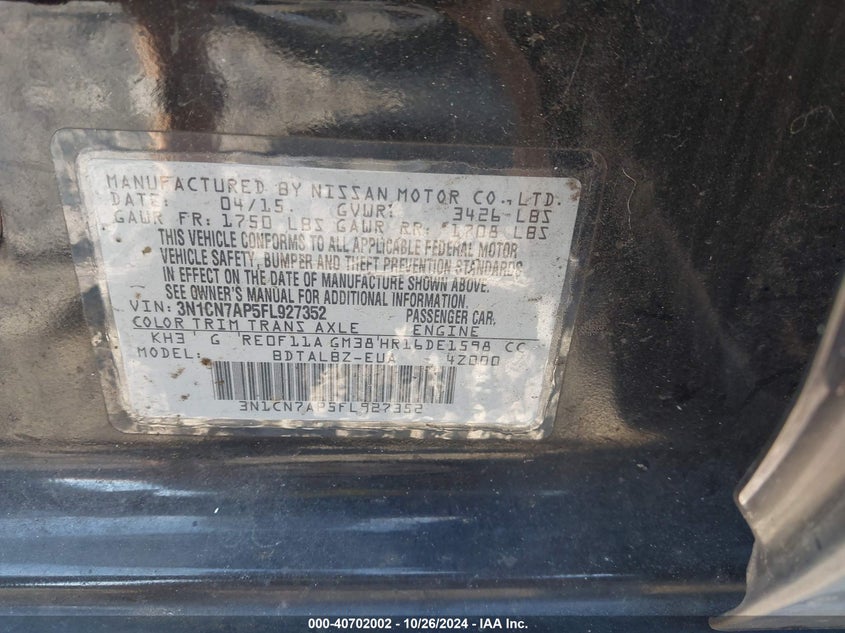 MANUFACTURED BY NISSAN MOTOR CO., LTD.
DATE: 04/15 GVWR: 3426 LBS
GAWR FR: 1750 LBS GAWR RR: 1708 LBS
THIS VEHICLE CONFORMS TO ALL APPLICABLE FEDERAL MOTOR
VEHICLE SAFETY, BUMPER AND THEFT PREVENTION STANDARDS
IN EFFECT ON THE DATE OF MANUFACTURE SHOWN ABOVE.
SEE OWNER'S MANUAL FOR ADDITIONAL INFORMATION.
VIN: 3N1CN7AP5FL927352 PASSENGER CAR.
COLOR TRIM TRANS AXLE ENGINE
KH3 G RE0F11A GM38 HR16DE1598 CC
MODEL: BDTALBZ-EUA 42000
3N1CN7AP5FL927352
000-40702002 - 10/26/2024 - IAA Inc.